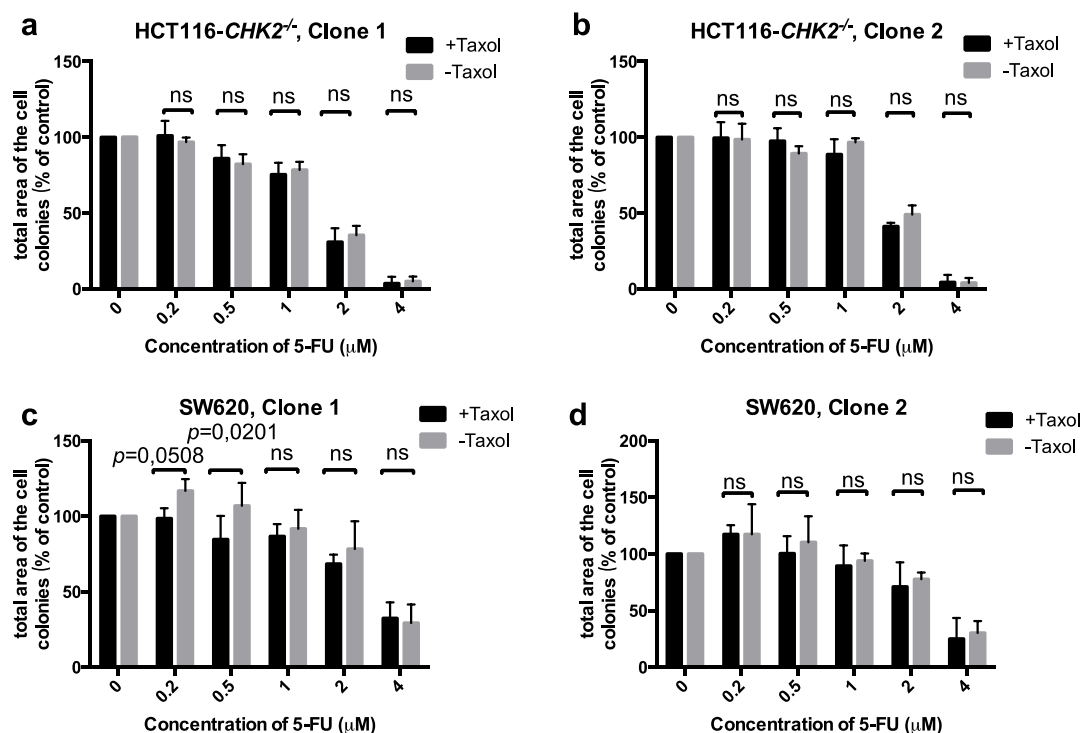 a
HCT116-CHK2-/-, Clone 1
+Taxol
-Taxol
150
100
50
0
total area of the cell
colonies (% of control)
ns
ns
ns
ns
ns
0
0.2
0.5
1
2
4
Concentration of 5-FU (μM)
b
HCT116-CHK2-/-, Clone 2
+Taxol
-Taxol
150
100
50
0
total area of the cell
colonies (% of control)
ns
ns
ns
ns
ns
0
0.2
0.5
1
2
4
Concentration of 5-FU (μM)
c
SW620, Clone 1
+Taxol
-Taxol
150
100
50
0
total area of the cell
colonies (% of control)
p=0,0201
p=0,0508
ns
ns
ns
0
0.2
0.5
1
2
4
Concentration of 5-FU (μM)
d
SW620, Clone 2
+Taxol
-Taxol
200
150
100
50
0
total area of the cell
colonies (% of control)
ns
ns
ns
ns
ns
0
0.2
0.5
1
2
4
Concentration of 5-FU (μM)